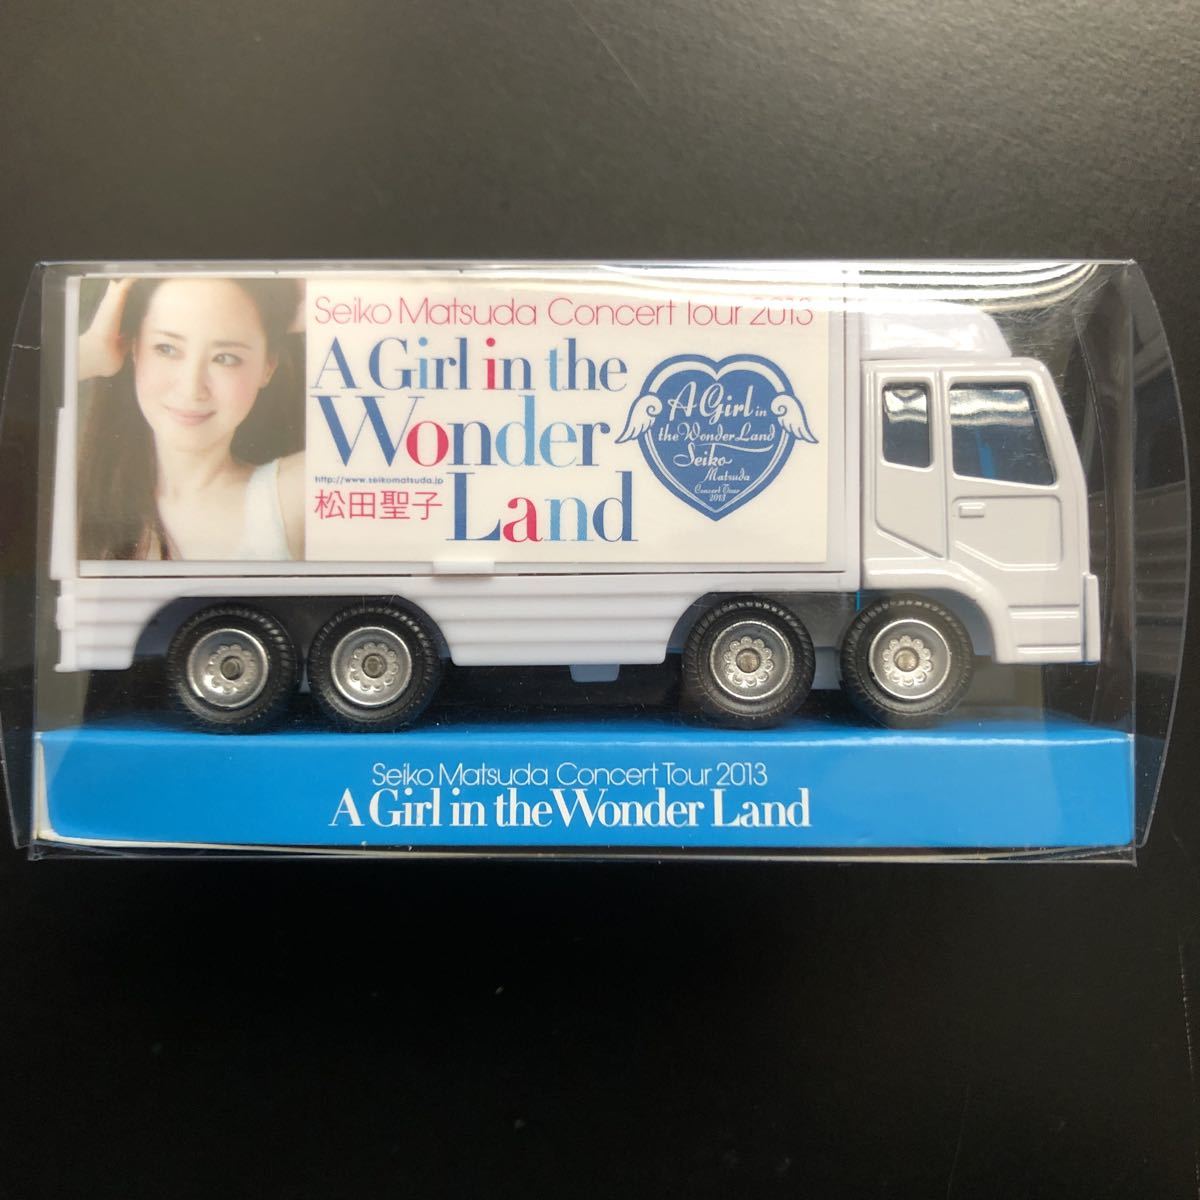 Seiko Matsuda Concert Tour 2013
A Girl in the
Wonder
Land
http://www.seikomatsuda.jp
松田聖子
A Girl in
the Wonder Land
Seiko
Matsuda
Concert Tour
2013
Seiko Matsuda Concert Tour 2013
A Girl in the Wonder Land